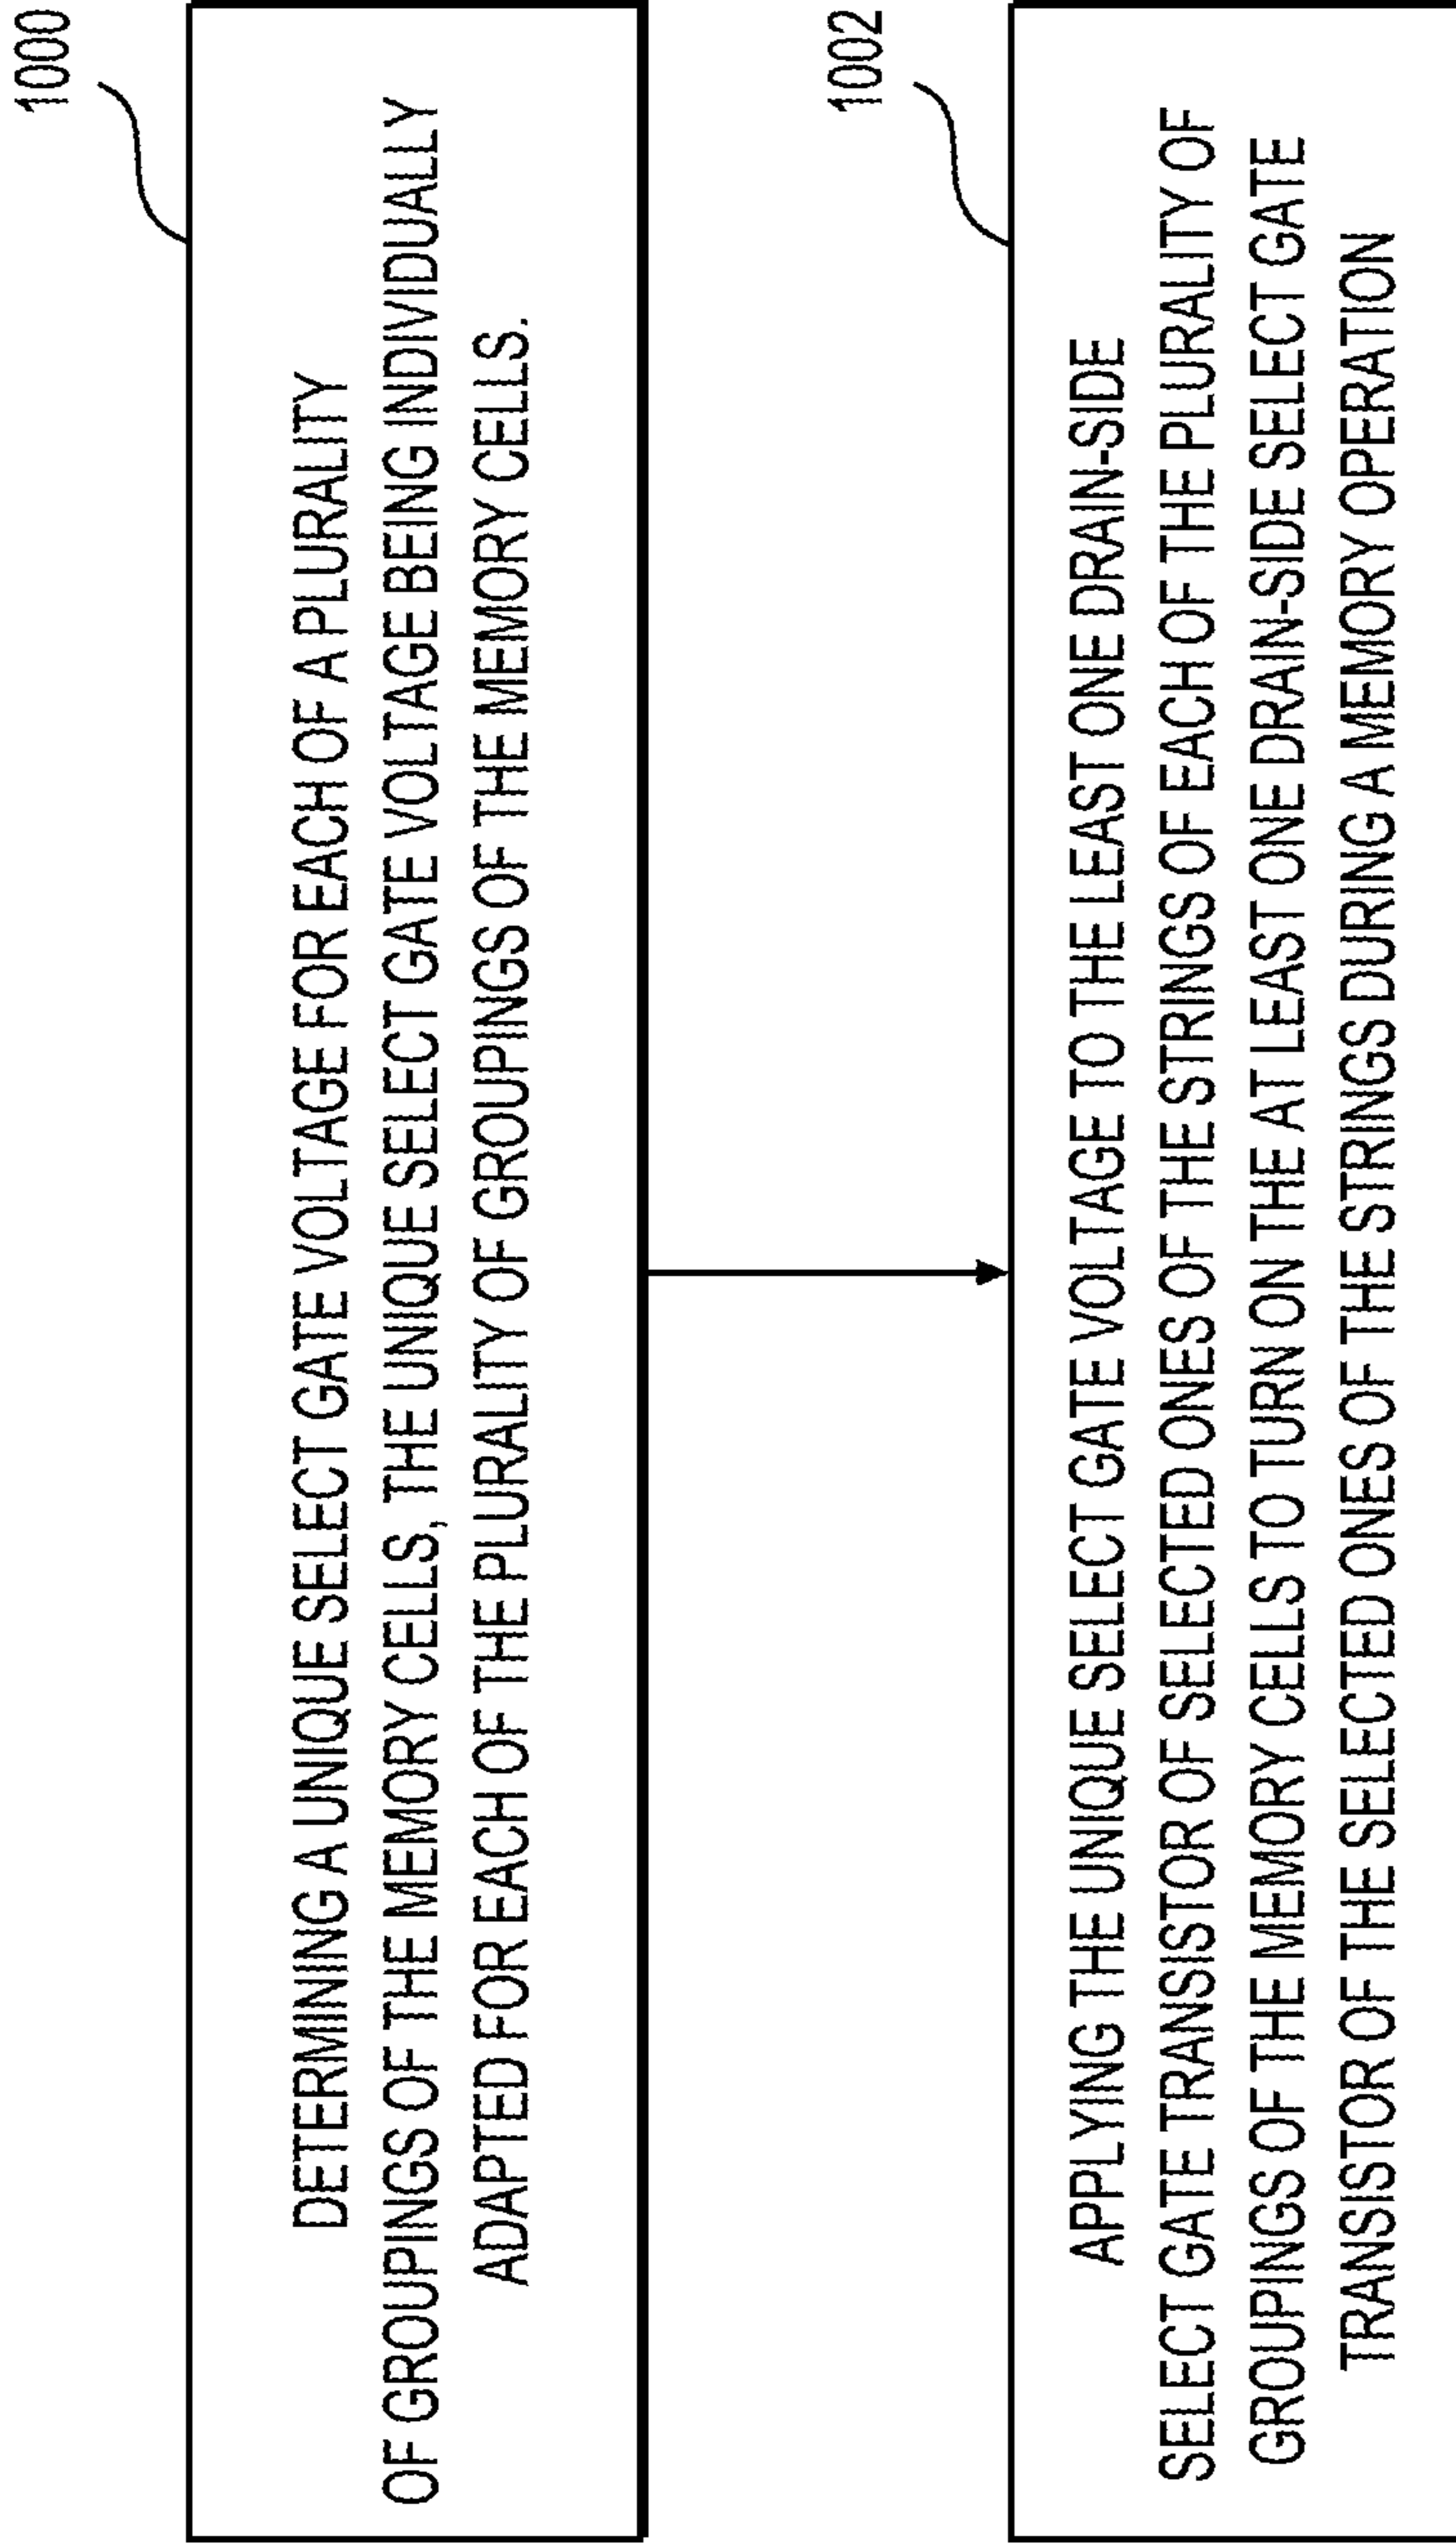 1000
DETERMINING A UNIQUE SELECT GATE VOLTAGE FOR EACH OF A PLURALITY
OF GROUPINGS OF THE MEMORY CELLS, THE UNIQUE SELECT GATE VOLTAGE BEING INDIVIDUALLY
ADAPTED FOR EACH OF THE PLURALITY OF GROUPINGS OF THE MEMORY CELLS.
1002
APPLYING THE UNIQUE SELECT GATE VOLTAGE TO THE LEAST ONE DRAIN-SIDE
SELECT GATE TRANSISTOR OF SELECTED ONES OF THE STRINGS OF EACH OF THE PLURALITY OF
GROUPINGS OF THE MEMORY CELLS TO TURN ON THE AT LEAST ONE DRAIN-SIDE SELECT GATE
TRANSISTOR OF THE SELECTED ONES OF THE STRINGS DURING A MEMORY OPERATION